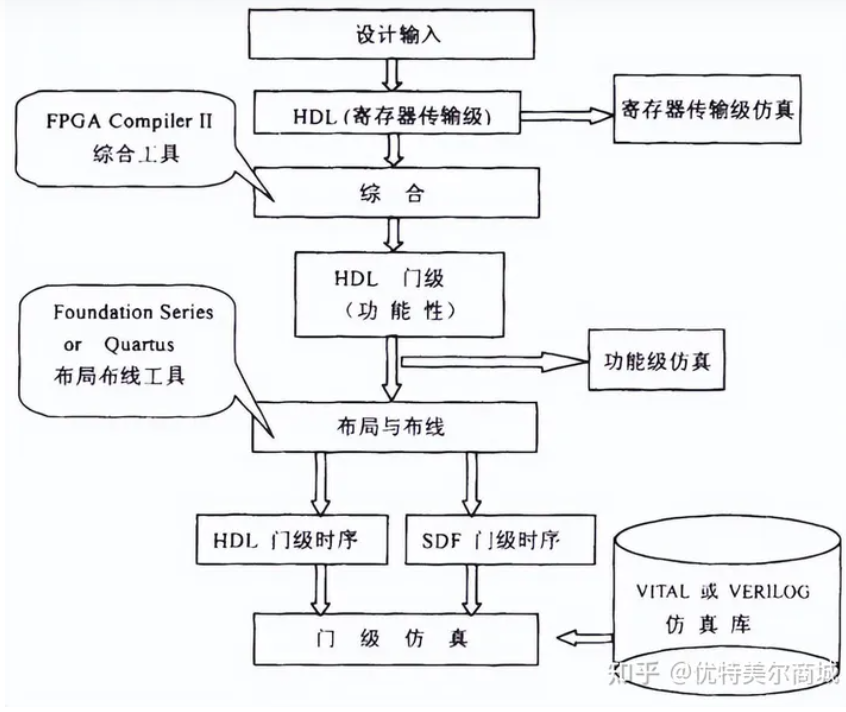 设计输入
HDL(寄存器传输级)
寄存器传输级仿真
FPGA Compiler II
综合工具
综 合
HDL 门级
(功 能 性)
Foundation Series
or Quartus
布局布线工具
功能级仿真
布局与布线
HDL 门级时序
SDF 门级时序
VITAL 或 VERILOG
仿 真 库
门 级 仿 真
知乎 @优特美尔商城